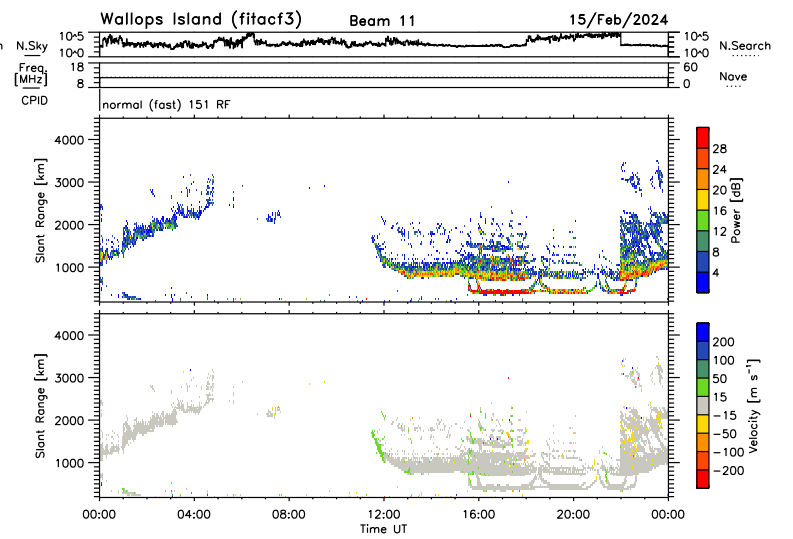 Wallops Island (fitacf3) Beam 11 15/Feb/2024
n N.Sky 10^5 10^0 10^5 10^0 N.Search
Freq. [MHz] 18 8 60 0 Nave
CPID normal (fast) 151 RF
Slant Range [km] 4000 3000 2000 1000
28 24 20 16 12 8 4 Power [dB]
Slant Range [km] 4000 3000 2000 1000
200 100 50 15 -15 -50 -100 -200 Velocity [m s⁻¹]
00:00 04:00 08:00 12:00 16:00 20:00 00:00
Time UT